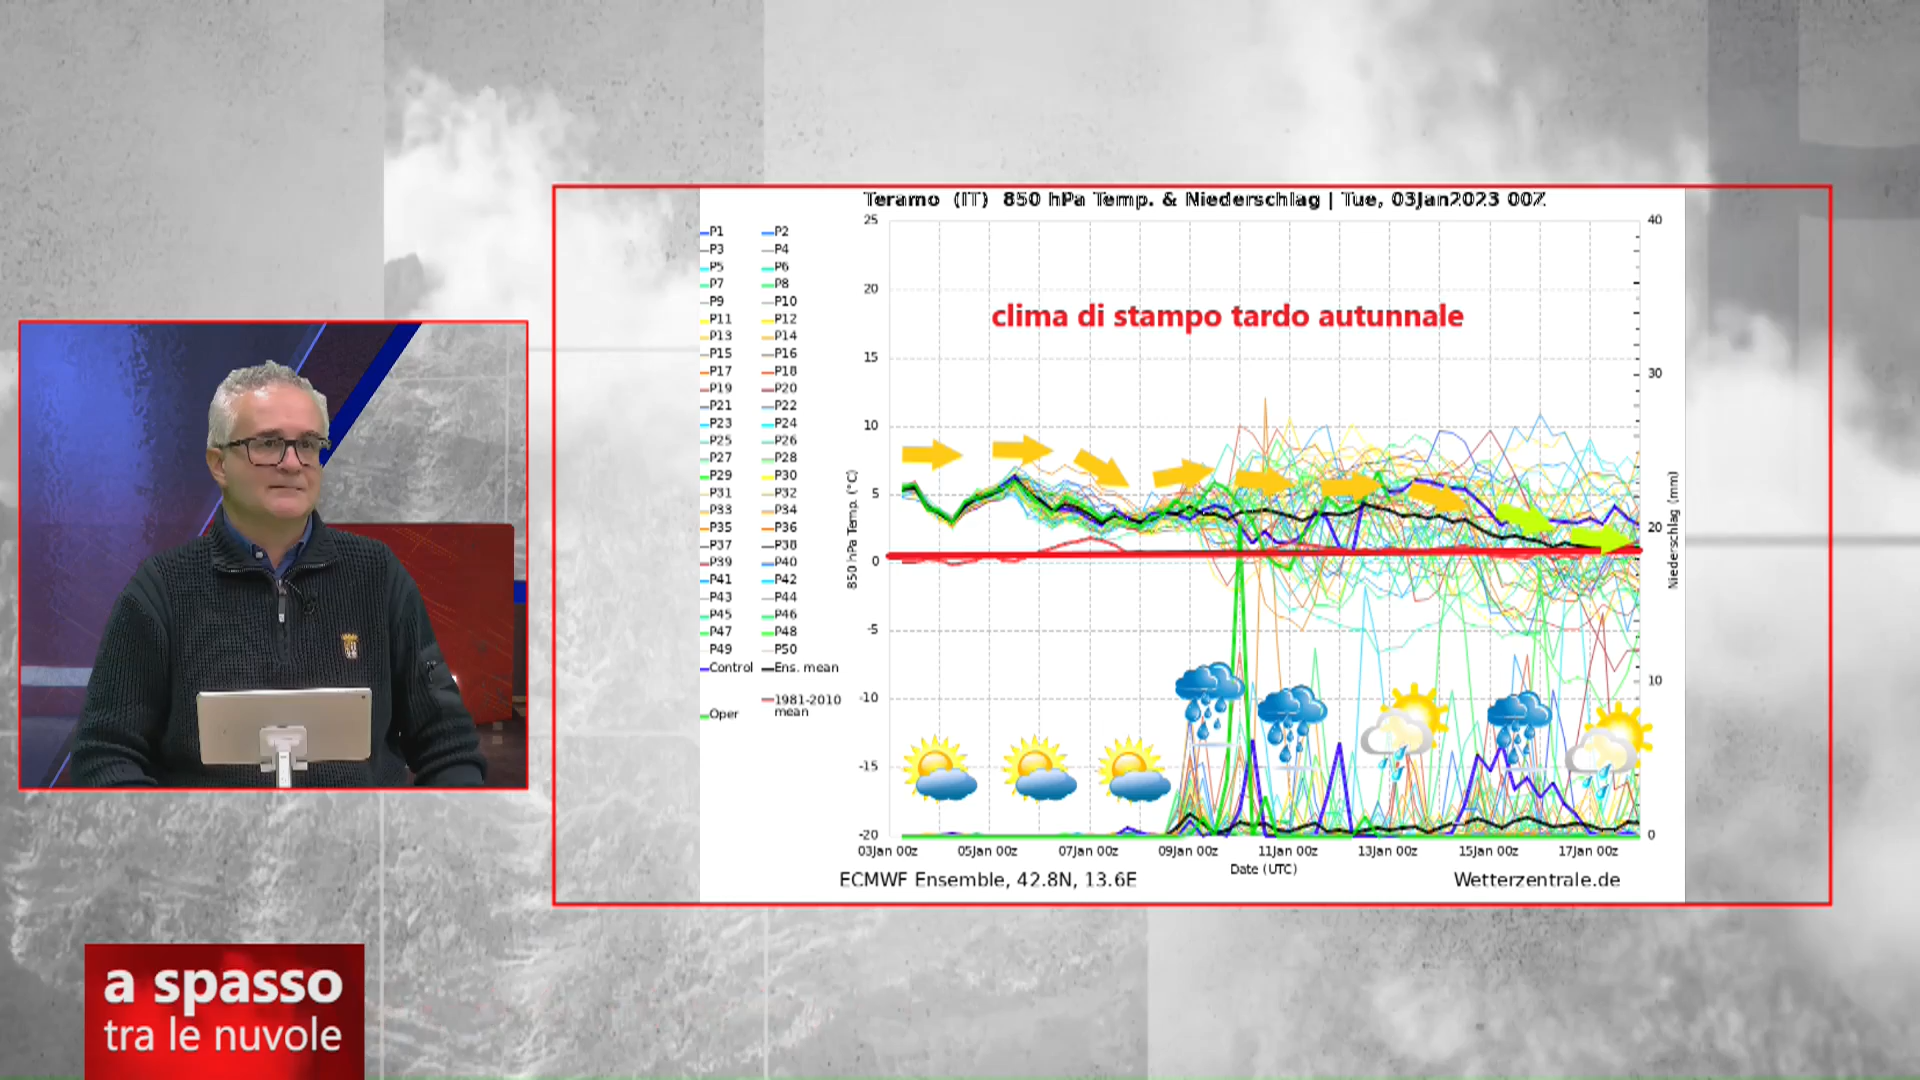 Teramo (IT) 850 hPa Temp. & Niederschlag | Tue, 03Jan2023 00Z
P1 P2
P3 P4
P5 P6
P7 P8
P9 P10
P11 P12
P13 P14
P15 P16
P17 P18
P19 P20
P21 P22
P23 P24
P25 P26
P27 P28
P29 P30
P31 P32
P33 P34
P35 P36
P37 P38
P39 P40
P41 P42
P43 P44
P45 P46
P47 P48
P49 P50
Control Ens. mean
1981-2010
mean
Oper
850 hPa Temp. (°C)
25
20
15
10
5
0
-5
-10
-15
-20
clima di stampo tardo autunnale
40
30
20
10
0
Niederschlag (mm)
03Jan 00z 05Jan 00z 07Jan 00z 09Jan 00z 11Jan 00z 13Jan 00z 15Jan 00z 17Jan 00z
Date (UTC)
ECMWF Ensemble, 42.8N, 13.6E Wetterzentrale.de
a spasso
tra le nuvole